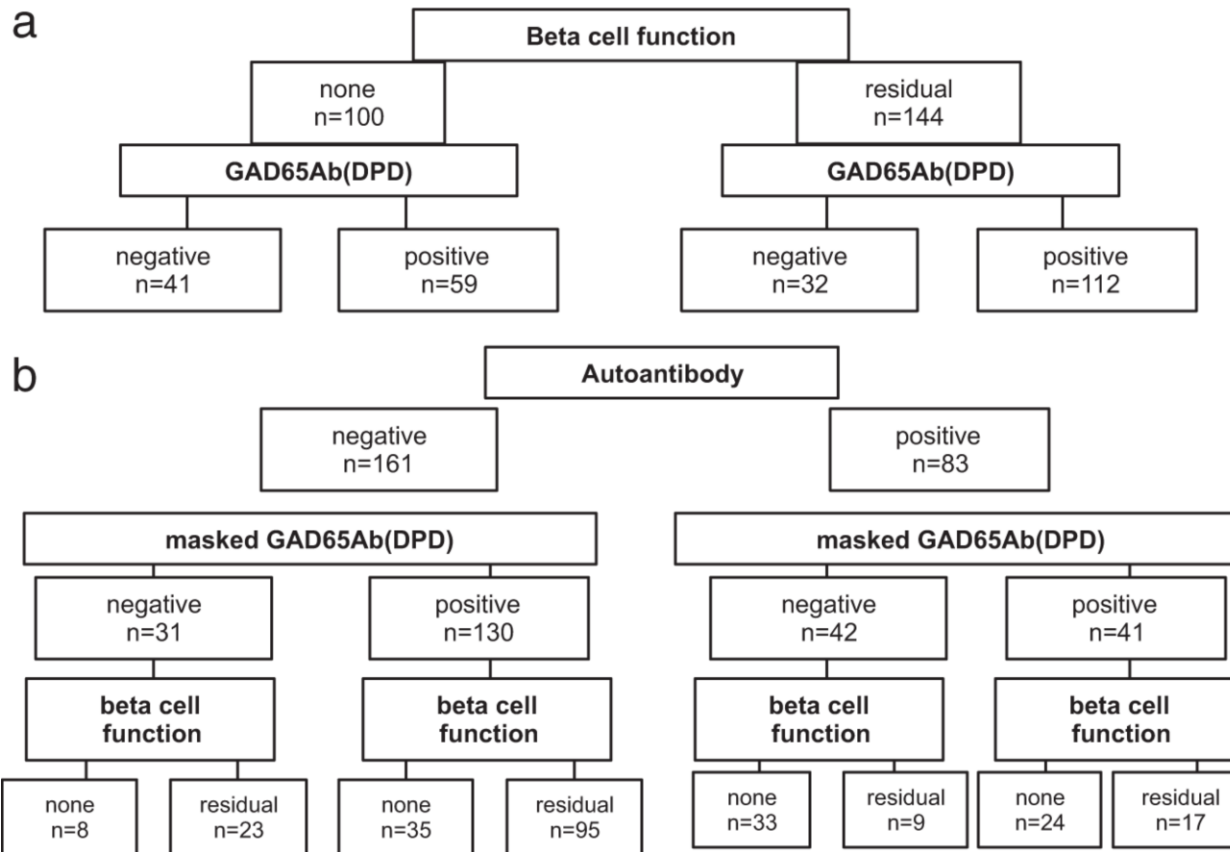 a
Beta cell function
none
n=100
residual
n=144
GAD65Ab(DPD)
GAD65Ab(DPD)
negative
n=41
positive
n=59
negative
n=32
positive
n=112
b
Autoantibody
negative
n=161
positive
n=83
masked GAD65Ab(DPD)
masked GAD65Ab(DPD)
negative
n=31
positive
n=130
negative
n=42
positive
n=41
beta cell
function
beta cell
function
beta cell
function
beta cell
function
none
n=8
residual
n=23
none
n=35
residual
n=95
none
n=33
residual
n=9
none
n=24
residual
n=17